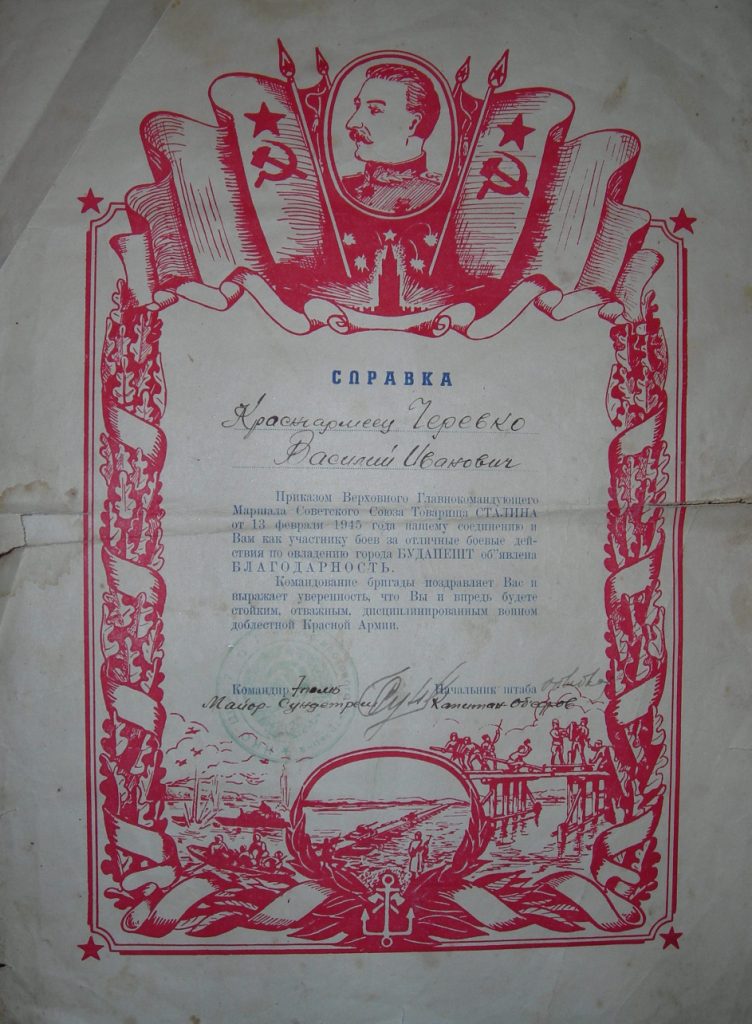 СПРАВКА
Красноармеец Черевко
Василий Иванович
Приказом Верховного Главнокомандующего
Маршала Советского Союза Товарища СТАЛИНА
от 13 февраля 1945 года нашему соединению и
Вам как участнику боев за отличные боевые дей-
ствия по овладению города БУДАПЕШТ об"явлена
БЛАГОДАРНОСТЬ.
Командование бригады поздравляет Вас и
выражает уверенность, что Вы и впредь будете
стойким, отважным, дисциплинированным воином
доблестной Красной Армии.
Командир Начальник штаба
Майор Капитан